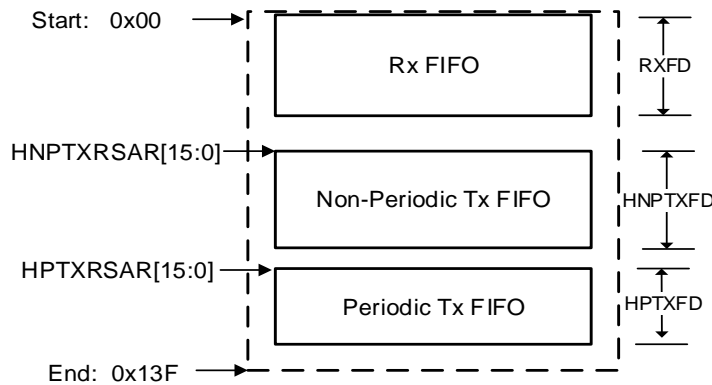 Start: 0x00
Rx FIFO
RXFD
HNPTXRSAR[15:0]
Non-Periodic Tx FIFO
HNPTXFD
HPTXRSAR[15:0]
Periodic Tx FIFO
HPTXFD
End: 0x13F